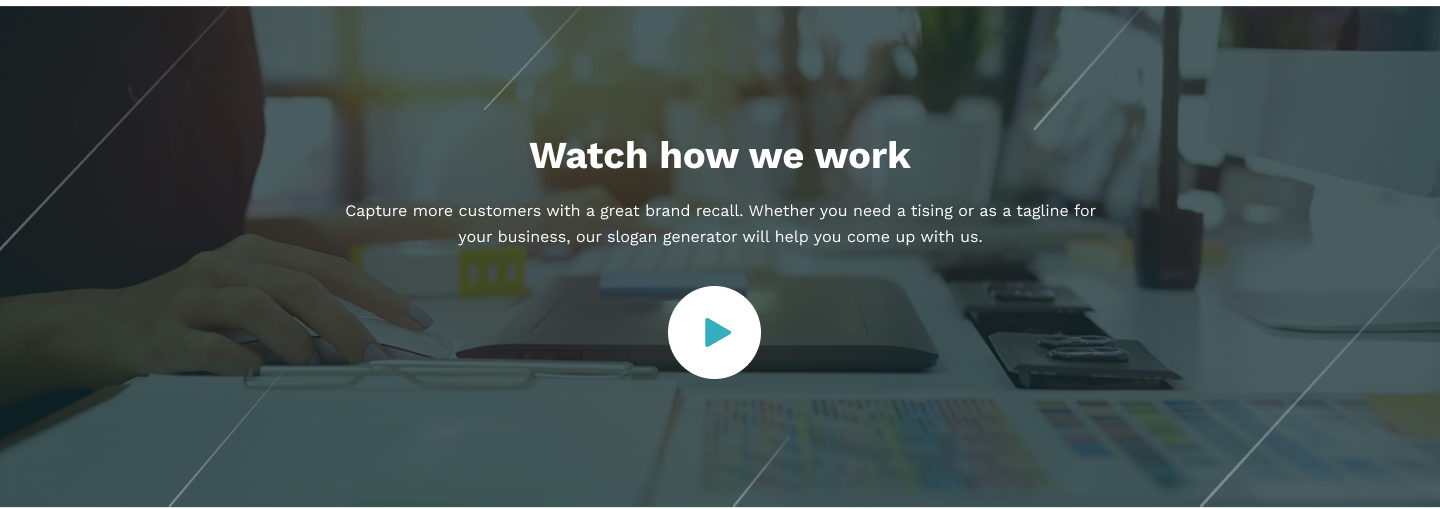 Watch how we work
Capture more customers with a great brand recall. Whether you need a tising or as a tagline for
your business, our slogan generator will help you come up with us.